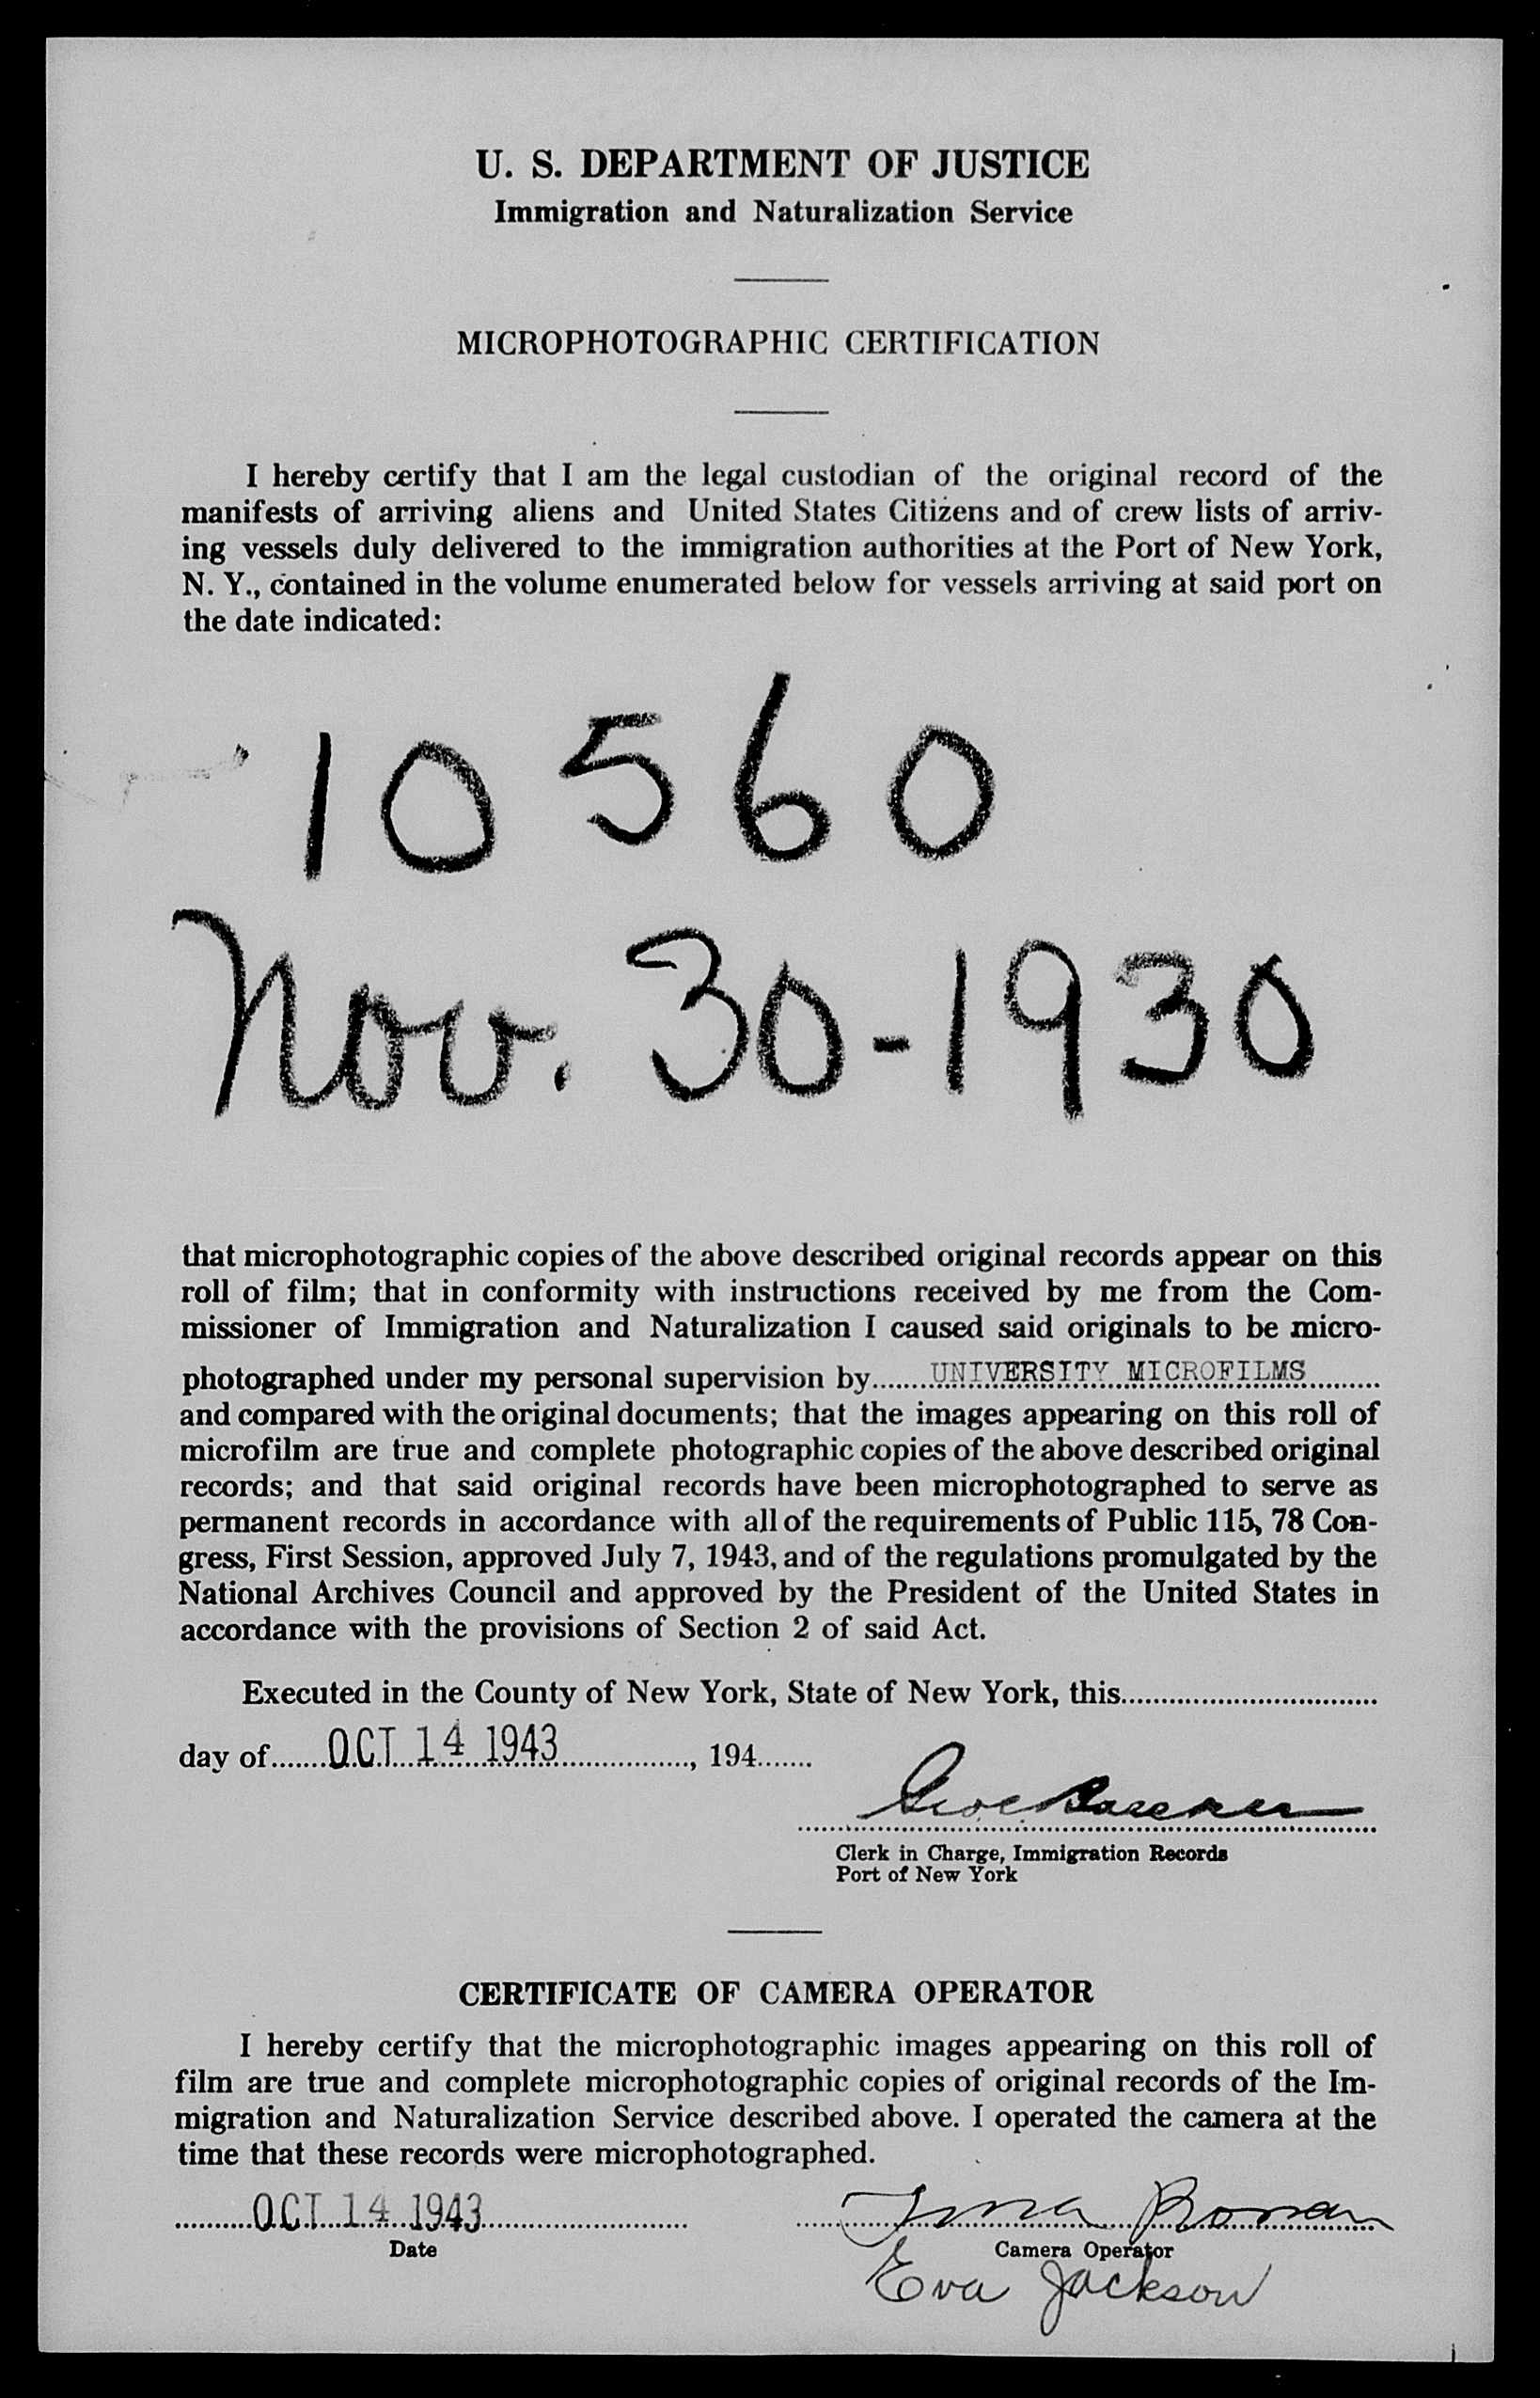 U. S. DEPARTMENT OF JUSTICE
Immigration and Naturalization Service
MICROPHOTOGRAPHIC CERTIFICATION
I hereby certify that I am the legal custodian of the original record of the
manifests of arriving aliens and United States Citizens and of crew lists of arriv-
ing vessels duly delivered to the immigration authorities at the Port of New York,
N. Y., contained in the volume enumerated below for vessels arriving at said port on
the date indicated:
10560
Nov. 30-1930
that microphotographic copies of the above described original records appear on this
roll of film; that in conformity with instructions received by me from the Com-
missioner of Immigration and Naturalization I caused said originals to be micro-
photographed under my personal supervision by UNIVERSITY MICROFILMS
and compared with the original documents; that the images appearing on this roll of
microfilm are true and complete photographic copies of the above described original
records; and that said original records have been microphotographed to serve as
permanent records in accordance with all of the requirements of Public 115, 78 Con-
gress, First Session, approved July 7, 1943, and of the regulations promulgated by the
National Archives Council and approved by the President of the United States in
accordance with the provisions of Section 2 of said Act.
Executed in the County of New York, State of New York, this
day of OCT 14 1943, 194
Clerk in Charge, Immigration Records
Port of New York
CERTIFICATE OF CAMERA OPERATOR
I hereby certify that the microphotographic images appearing on this roll of
film are true and complete microphotographic copies of original records of the Im-
migration and Naturalization Service described above. I operated the camera at the
time that these records were microphotographed.
OCT 14 1943
Date
Camera Operator
Eva Jackson